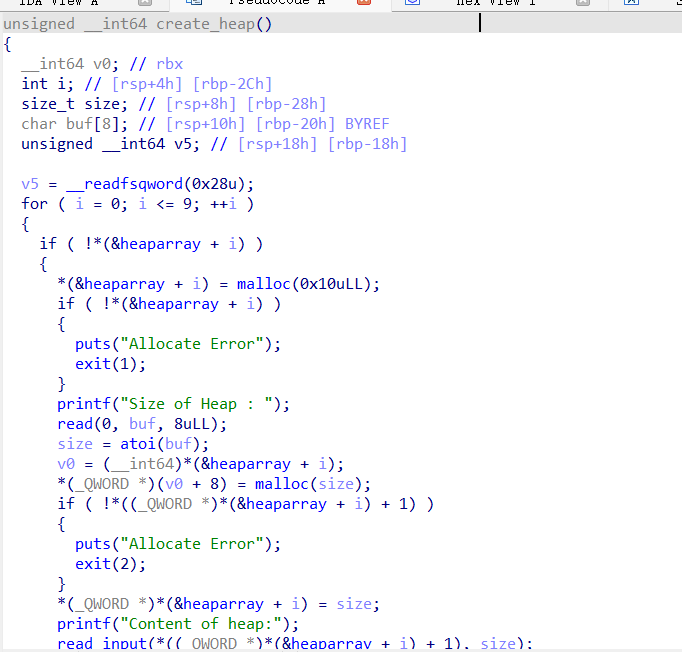 IDA View A Pseudocode A Hex View 1
unsigned __int64 create_heap()
{
  __int64 v0; // rbx
  int i; // [rsp+4h] [rbp-2Ch]
  size_t size; // [rsp+8h] [rbp-28h]
  char buf[8]; // [rsp+10h] [rbp-20h] BYREF
  unsigned __int64 v5; // [rsp+18h] [rbp-18h]

  v5 = __readfsqword(0x28u);
  for ( i = 0; i <= 9; ++i )
  {
    if ( !*(&heaparray + i) )
    {
      *(&heaparray + i) = malloc(0x10uLL);
      if ( !*(&heaparray + i) )
      {
        puts("Allocate Error");
        exit(1);
      }
      printf("Size of Heap : ");
      read(0, buf, 8uLL);
      size = atoi(buf);
      v0 = (__int64)*(&heaparray + i);
      *(_QWORD *)(v0 + 8) = malloc(size);
      if ( !*((_QWORD *)*(&heaparray + i) + 1) )
      {
        puts("Allocate Error");
        exit(2);
      }
      *(_QWORD *)*(&heaparray + i) = size;
      printf("Content of heap:");
      read_input(*((_QWORD *)*(&heaparray + i) + 1), size);